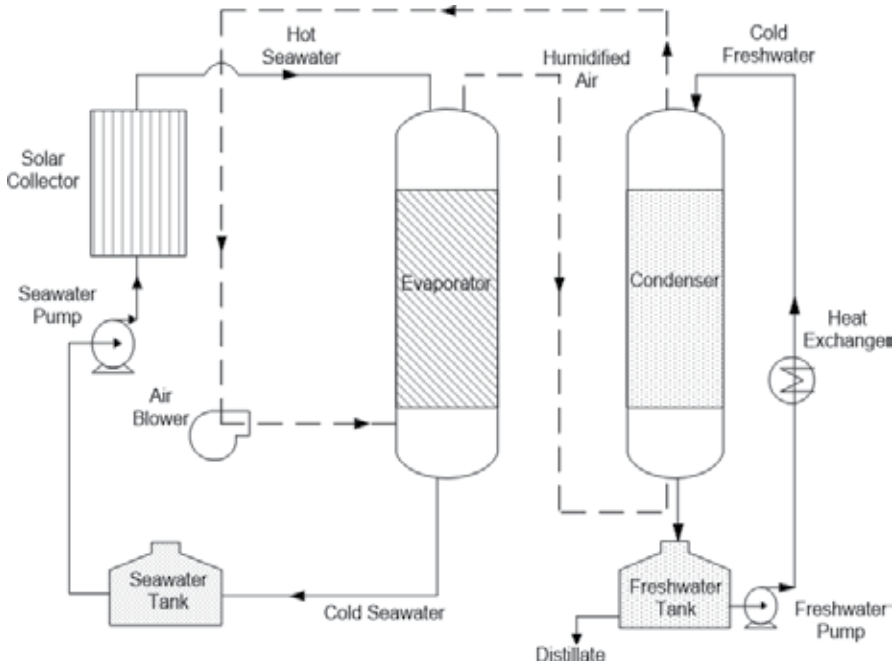 Hot
Seawater
Humidified
Air
Cold
Freshwater
Solar
Collector
Evaporator
Condenser
Seawater
Pump
Heat
Exchanger
Air
Blower
Seawater
Tank
Cold Seawater
Freshwater
Tank
Freshwater
Pump
Distillate